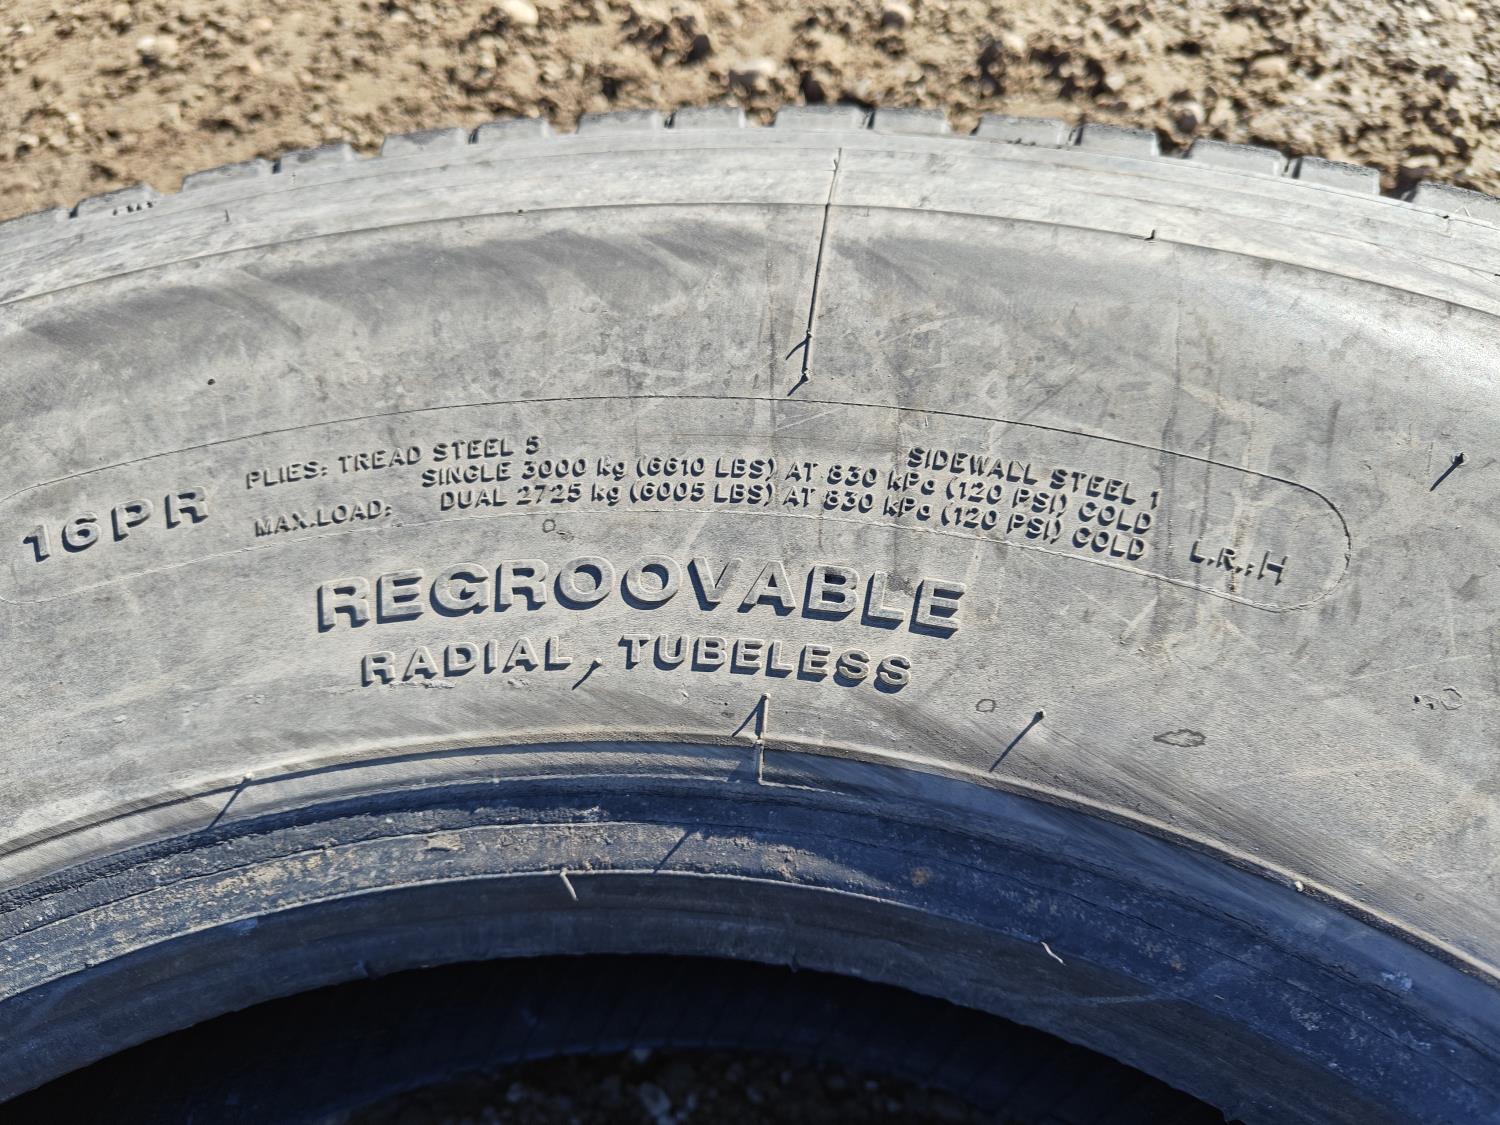 16PR
PLIES: TREAD STEEL 5 SIDEWALL STEEL 1
MAX.LOAD: SINGLE 3000 kg (6610 LBS) AT 830 kPa (120 PSI) COLD
DUAL 2725 kg (6005 LBS) AT 830 kPa (120 PSI) COLD
L.R.:H
REGROOVABLE
RADIAL TUBELESS